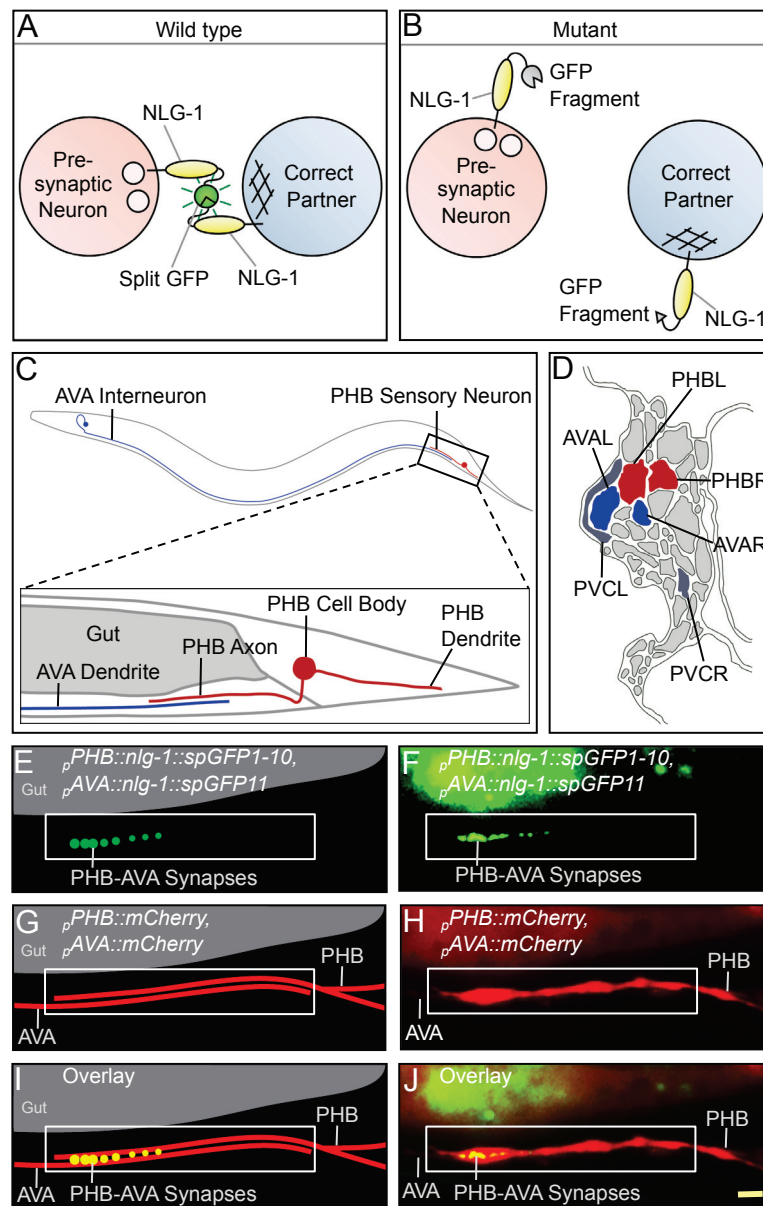 A
Wild type
NLG-1
Pre-
synaptic
Neuron
Correct
Partner
Split GFP
NLG-1
B
Mutant
NLG-1
GFP
Fragment
Pre-
synaptic
Neuron
Correct
Partner
GFP
Fragment
NLG-1
C
AVA Interneuron
PHB Sensory Neuron
PHB Cell Body
PHB
Dendrite
Gut
PHB Axon
AVA Dendrite
D
PHBL
AVAL
PHBR
AVAR
PVCL
PVCR
E
pPHB::nlg-1::spGFP1-10,
pAVA::nlg-1::spGFP11
Gut
PHB-AVA Synapses
F
pPHB::nlg-1::spGFP1-10,
pAVA::nlg-1::spGFP11
PHB-AVA Synapses
G
pPHB::mCherry,
pAVA::mCherry
Gut
PHB
AVA
H
pPHB::mCherry,
pAVA::mCherry
PHB
AVA
I
Overlay
Gut
PHB
AVA
PHB-AVA Synapses
J
Overlay
PHB
AVA
PHB-AVA Synapses